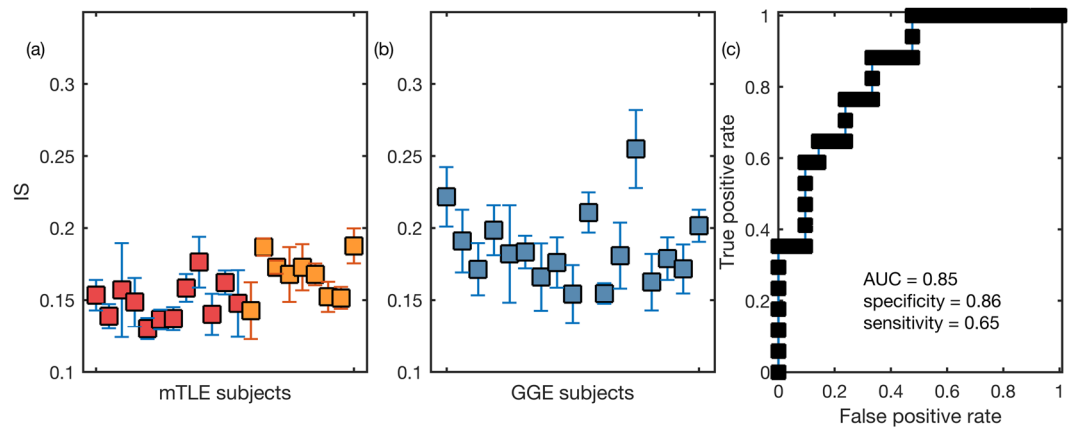 (a)
0.3
0.25
0.2
0.15
0.1
IS
mTLE subjects
(b)
0.3
0.25
0.2
0.15
0.1
GGE subjects
(c)
1
0.8
0.6
0.4
0.2
0
True positive rate
AUC = 0.85
specificity = 0.86
sensitivity = 0.65
0 0.2 0.4 0.6 0.8 1
False positive rate